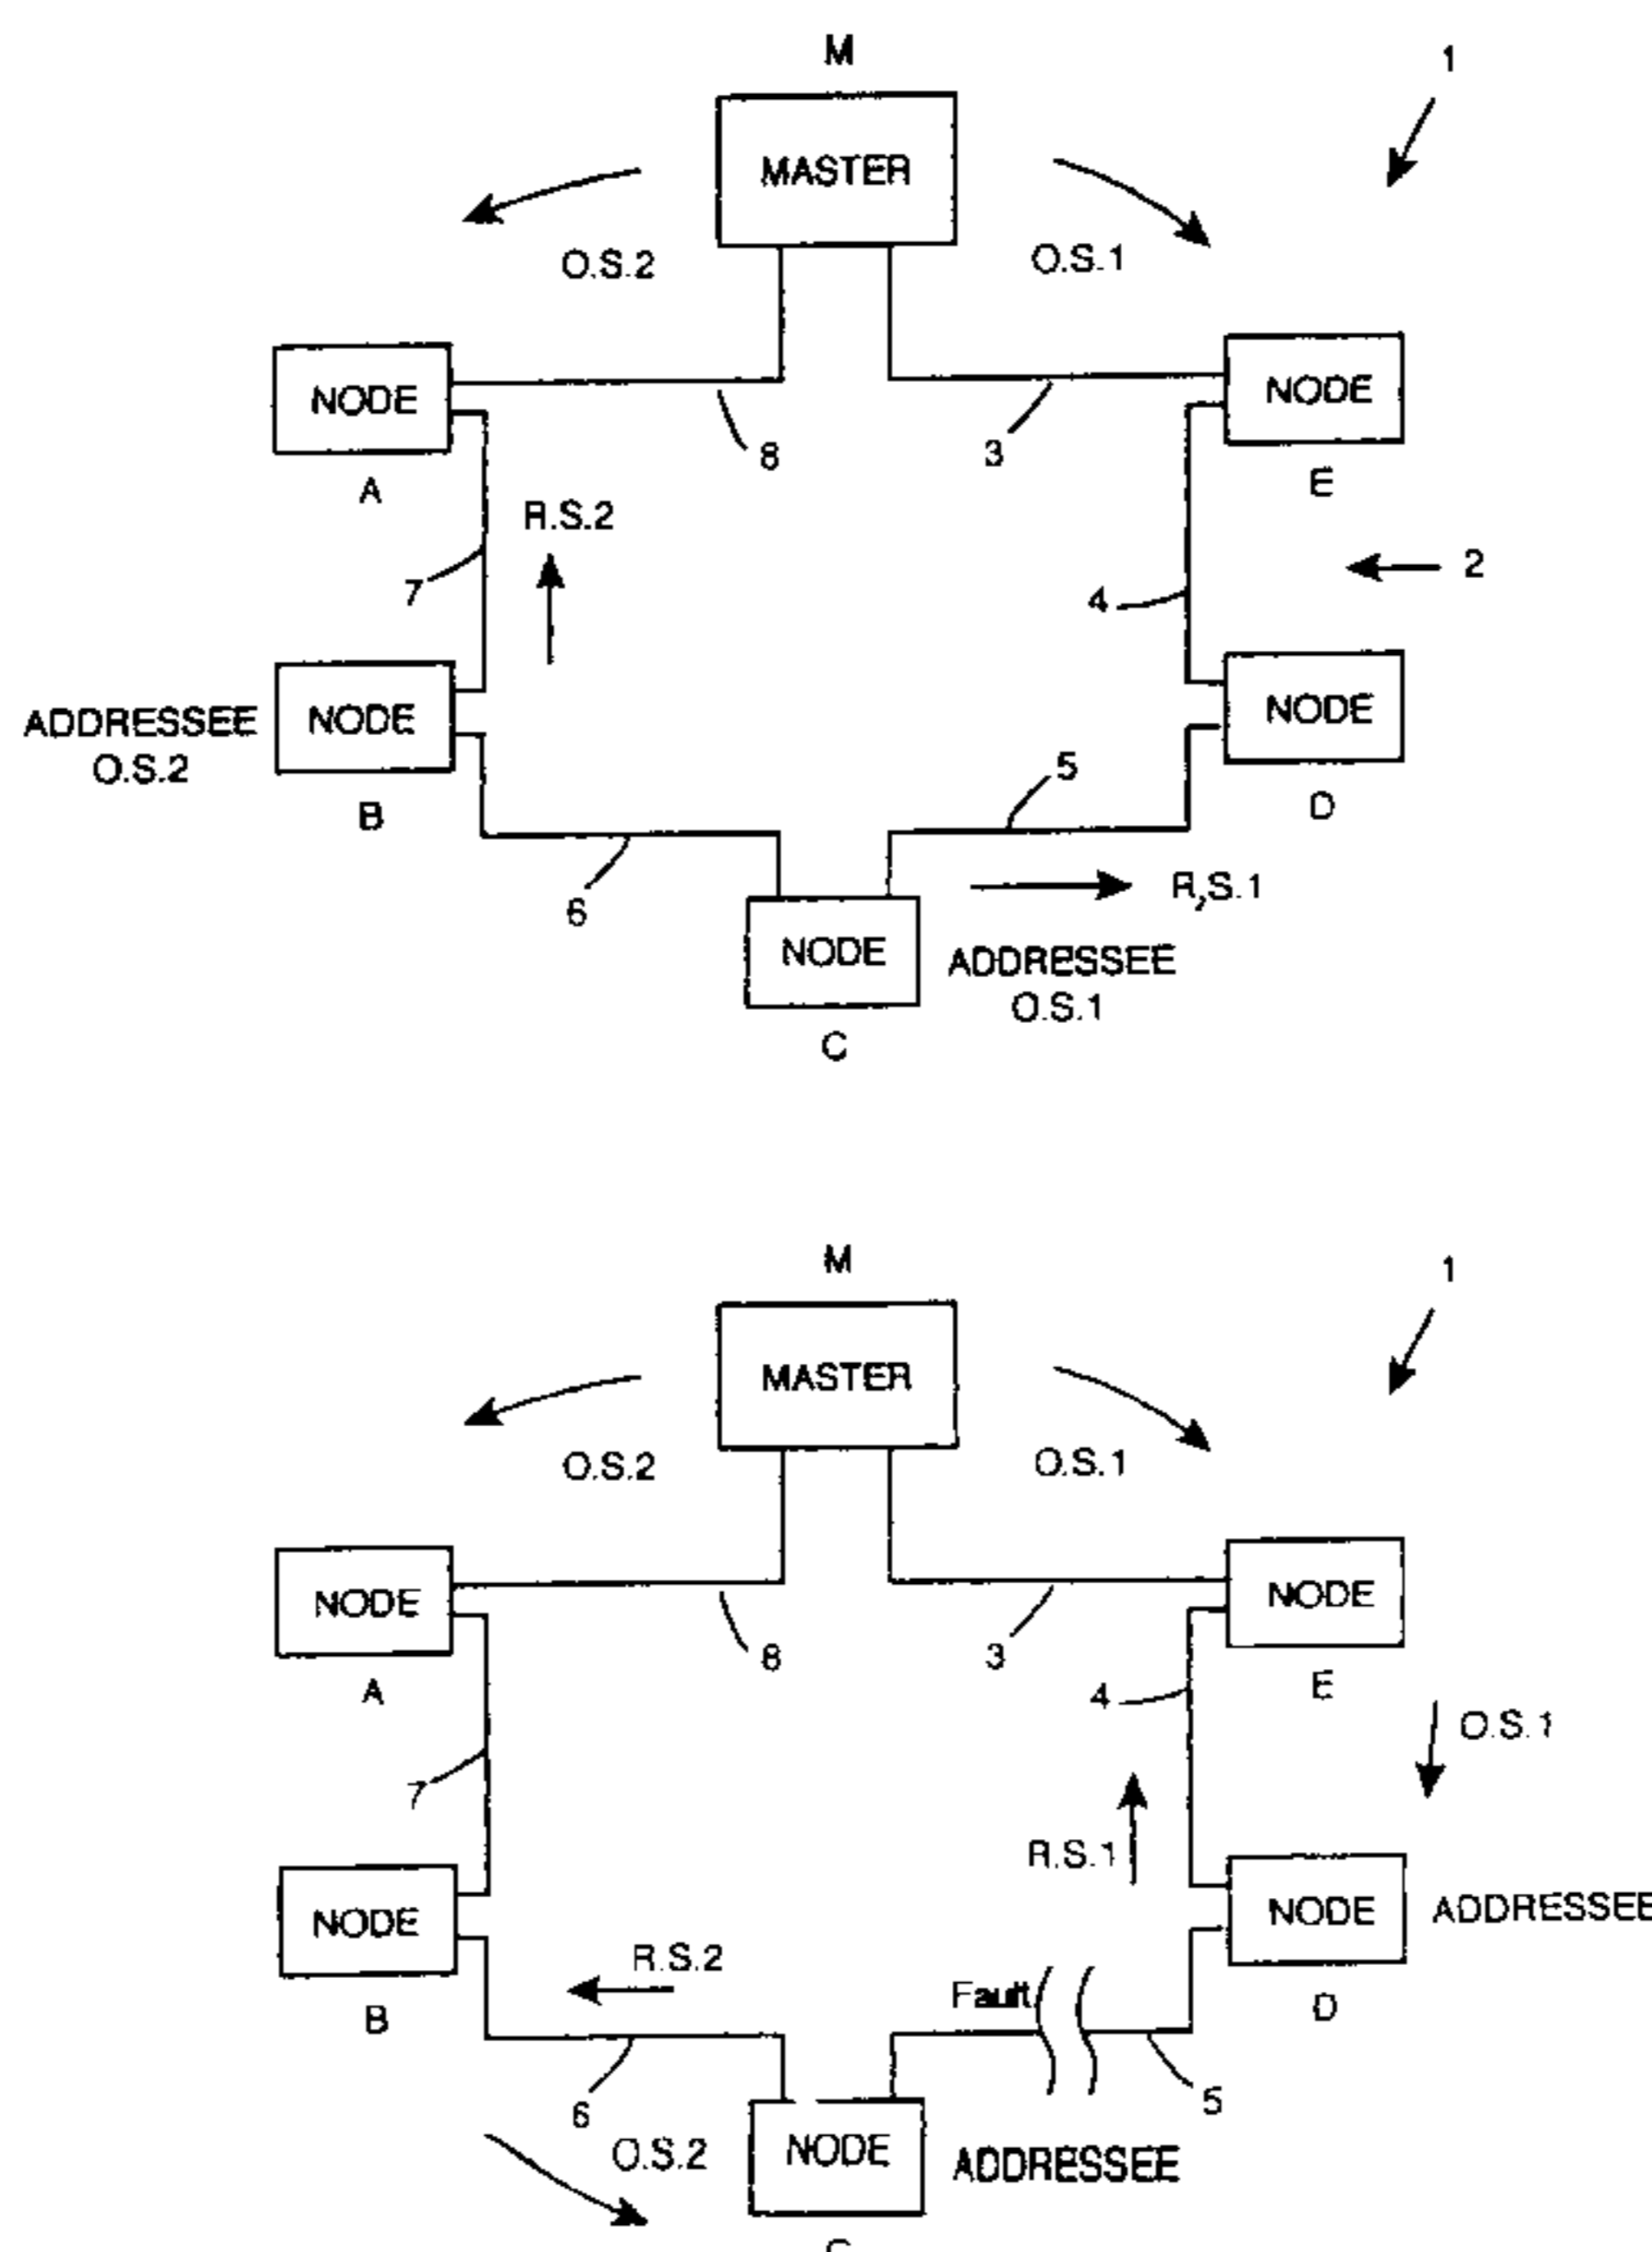 M
1
MASTER
O.S.2
O.S.1
NODE
NODE
8
3
A
E
R.S.2
7
4
2
NODE
NODE
ADDRESSEE
O.S.2
5
B
D
6
R,S.1
NODE
ADDRESSEE
O.S.1
C
M
1
MASTER
O.S.2
O.S.1
NODE
NODE
8
3
A
E
4
O.S.1
7
R.S.1
NODE
NODE
ADDRESSEE
R.S.2
Fault
B
D
6
5
O.S.2
NODE
ADDRESSEE